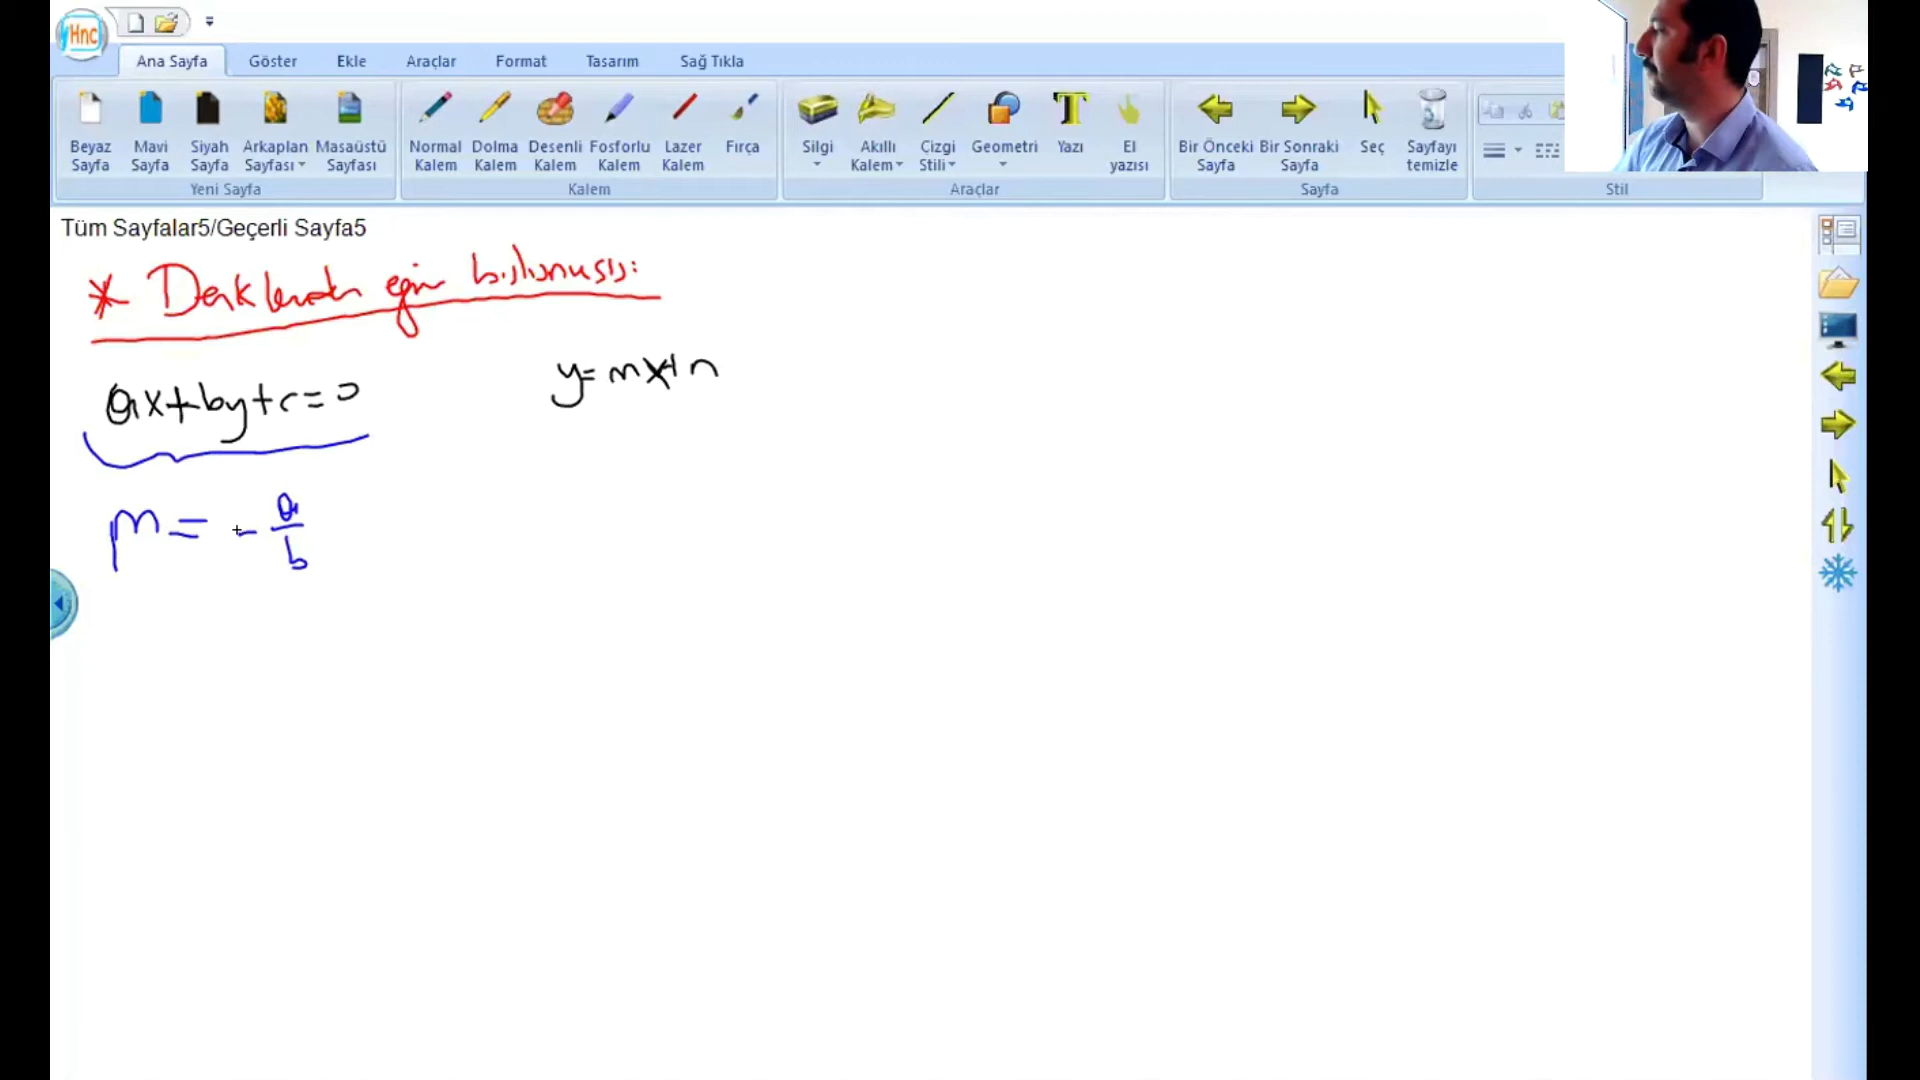 Hnc
Ana Sayfa Göster Ekle Araçlar Format Tasarım Sağ Tıkla
Beyaz Sayfa Mavi Sayfa Siyah Sayfa Arkaplan Sayfası Masaüstü Sayfası Normal Kalem Dolma Kalem Desenli Kalem Fosforlu Kalem Lazer Kalem Fırça Silgi Akıllı Kalem Çizgi Stili Geometri Yazı El yazısı Bir Önceki Sayfa Bir Sonraki Sayfa Seç Sayfayı temizle
Yeni Sayfa Kalem Araçlar Sayfa Stil
Tüm Sayfalar5/Geçerli Sayfa5
* Denklemde eğim bulunuşu:
ax+by+c=0
y=mx+n
m = - a/b